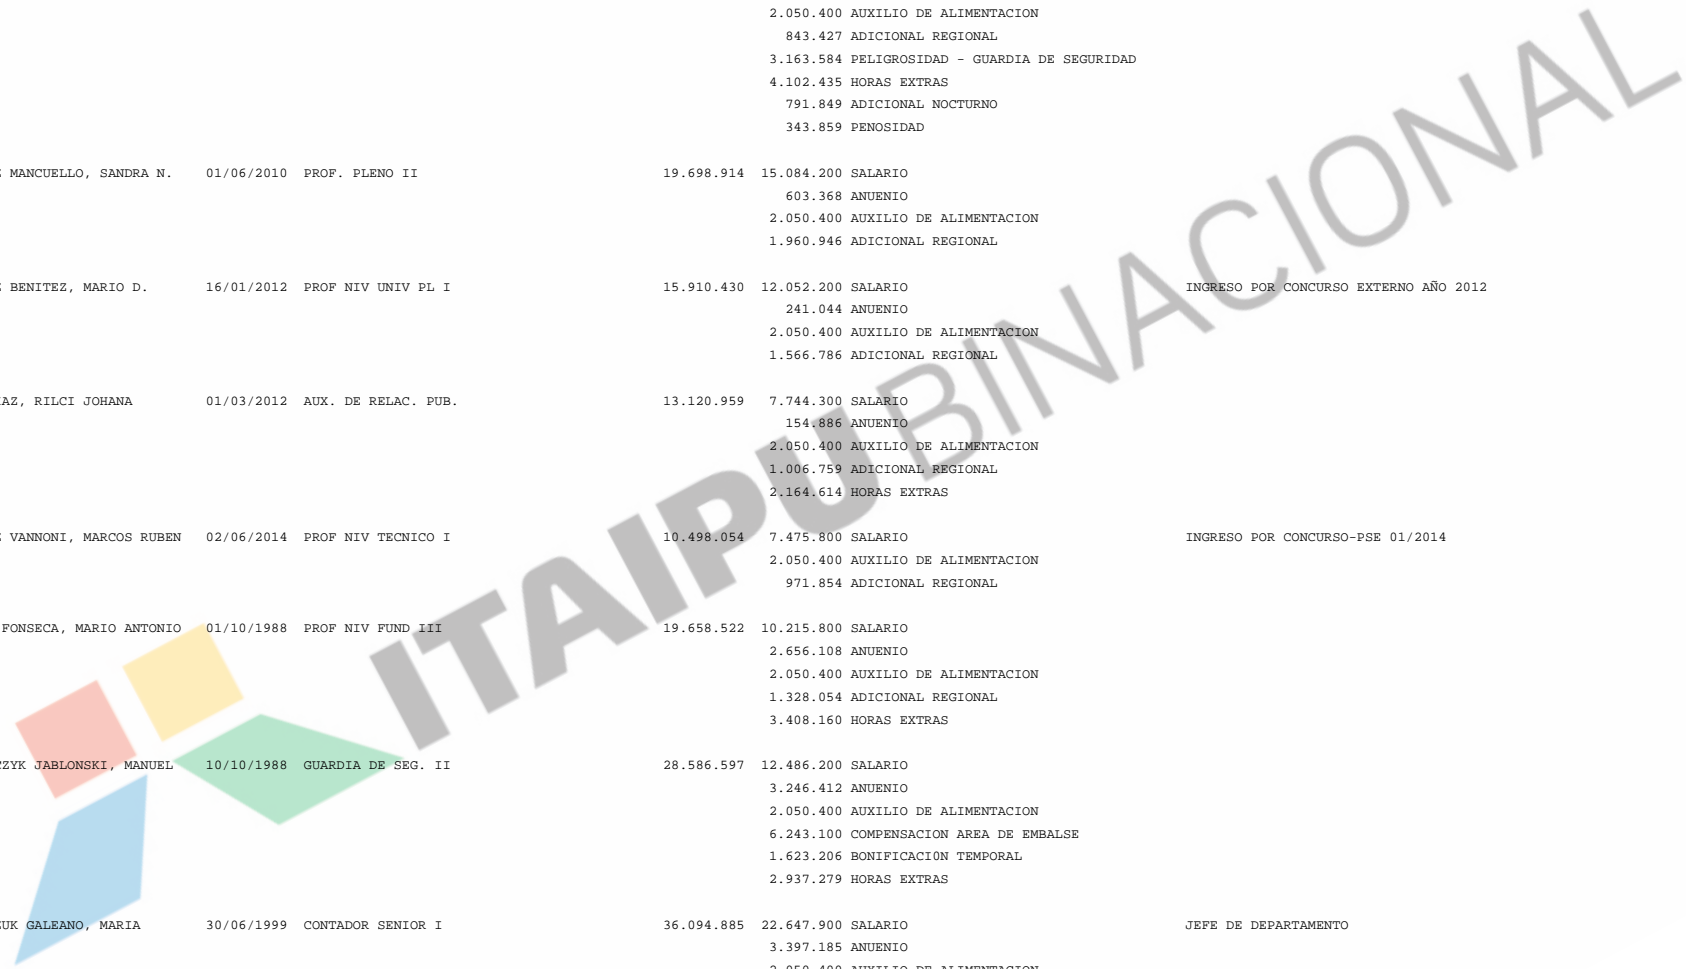 2.050.400 AUXILIO DE ALIMENTACION
843.427 ADICIONAL REGIONAL
3.163.584 PELIGROSIDAD - GUARDIA DE SEGURIDAD
4.102.435 HORAS EXTRAS
791.849 ADICIONAL NOCTURNO
343.859 PENOSIDAD
MANCUELLO, SANDRA N. 01/06/2010 PROF. PLENO II 19.698.914 15.084.200 SALARIO
603.368 ANUENIO
2.050.400 AUXILIO DE ALIMENTACION
1.960.946 ADICIONAL REGIONAL
BENITEZ, MARIO D. 16/01/2012 PROF NIV UNIV PL I 15.910.430 12.052.200 SALARIO INGRESO POR CONCURSO EXTERNO AÑO 2012
241.044 ANUENIO
2.050.400 AUXILIO DE ALIMENTACION
1.566.786 ADICIONAL REGIONAL
AZ, RILCI JOHANA 01/03/2012 AUX. DE RELAC. PUB. 13.120.959 7.744.300 SALARIO
154.886 ANUENIO
2.050.400 AUXILIO DE ALIMENTACION
1.006.759 ADICIONAL REGIONAL
2.164.614 HORAS EXTRAS
VANNONI, MARCOS RUBEN 02/06/2014 PROF NIV TECNICO I 10.498.054 7.475.800 SALARIO INGRESO POR CONCURSO-PSE 01/2014
2.050.400 AUXILIO DE ALIMENTACION
971.854 ADICIONAL REGIONAL
FONSECA, MARIO ANTONIO 01/10/1988 PROF NIV FUND III 19.658.522 10.215.800 SALARIO
2.656.108 ANUENIO
2.050.400 AUXILIO DE ALIMENTACION
1.328.054 ADICIONAL REGIONAL
3.408.160 HORAS EXTRAS
ZYK JABLONSKI, MANUEL 10/10/1988 GUARDIA DE SEG. II 28.586.597 12.486.200 SALARIO
3.246.412 ANUENIO
2.050.400 AUXILIO DE ALIMENTACION
6.243.100 COMPENSACION AREA DE EMBALSE
1.623.206 BONIFICACI0N TEMPORAL
2.937.279 HORAS EXTRAS
UK GALEANO, MARIA 30/06/1999 CONTADOR SENIOR I 36.094.885 22.647.900 SALARIO JEFE DE DEPARTAMENTO
3.397.185 ANUENIO
2.050.400 AUXILIO DE ALIMENTACION
ITAIPU BINACIONAL